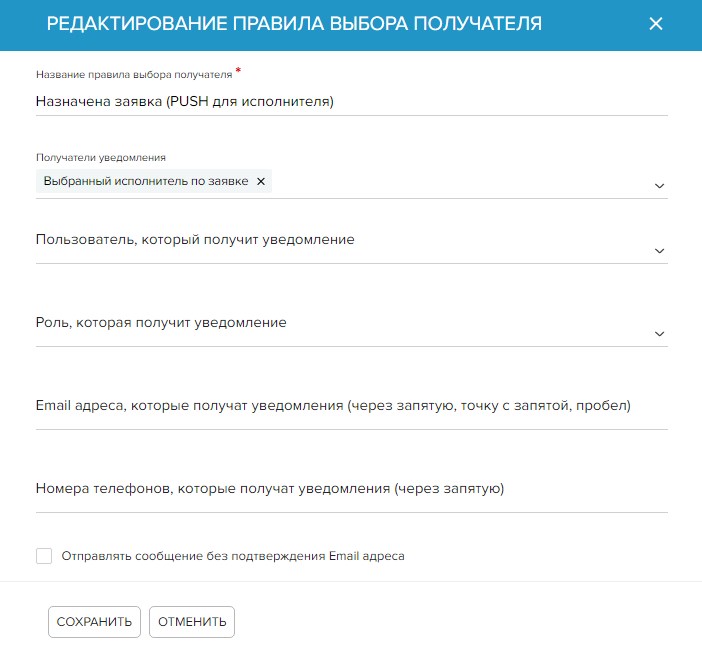 РЕДАКТИРОВАНИЕ ПРАВИЛА ВЫБОРА ПОЛУЧАТЕЛЯ
Название правила выбора получателя *
Назначена заявка (PUSH для исполнителя)
Получатели уведомления
Выбранный исполнитель по заявке
Пользователь, который получит уведомление
Роль, которая получит уведомление
Email адреса, которые получат уведомления (через запятую, точку с запятой, пробел)
Номера телефонов, которые получат уведомления (через запятую)
Отправлять сообщение без подтверждения Email адреса
СОХРАНИТЬ ОТМЕНИТЬ